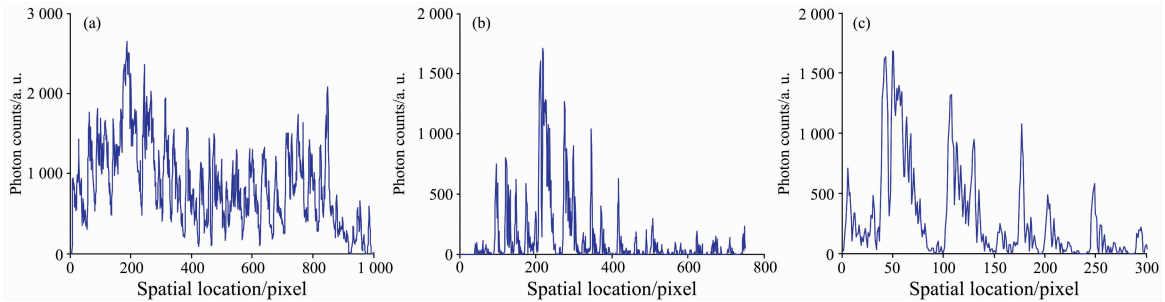 (a)
Photon counts/a. u.
3 000
2 000
1 000
0
0 200 400 600 800 1 000
Spatial location/pixel
(b)
Photon counts/a. u.
2 000
1 500
1 000
500
0
0 200 400 600 800
Spatial location/pixel
(c)
Photon counts/a. u.
2 000
1 500
1 000
500
0
0 50 100 150 200 250 300
Spatial location/pixel